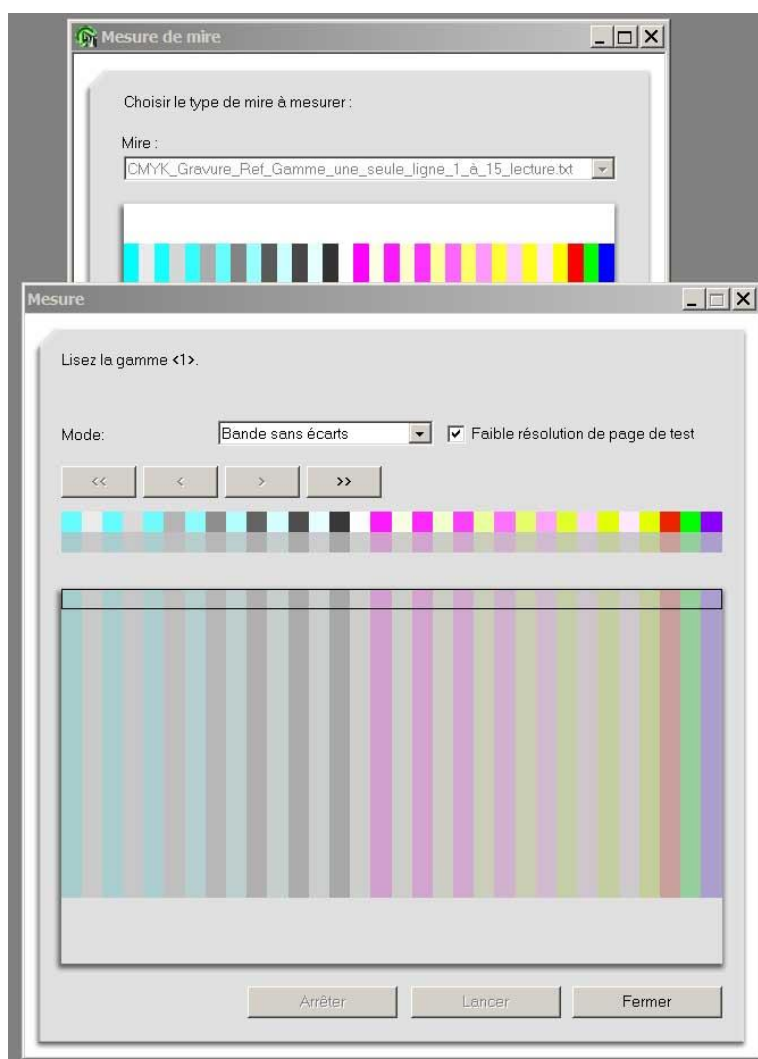 Mesure de mire
Choisir le type de mire à mesurer :
Mire :
CMYK_Gravure_Ref_Gamme_une_seule_ligne_1_à_15_lecture.txt
Mesure
Lisez la gamme <1>.
Mode:
Bande sans écarts
Faible résolution de page de test
<< < > >>
Arrêter Lancer Fermer